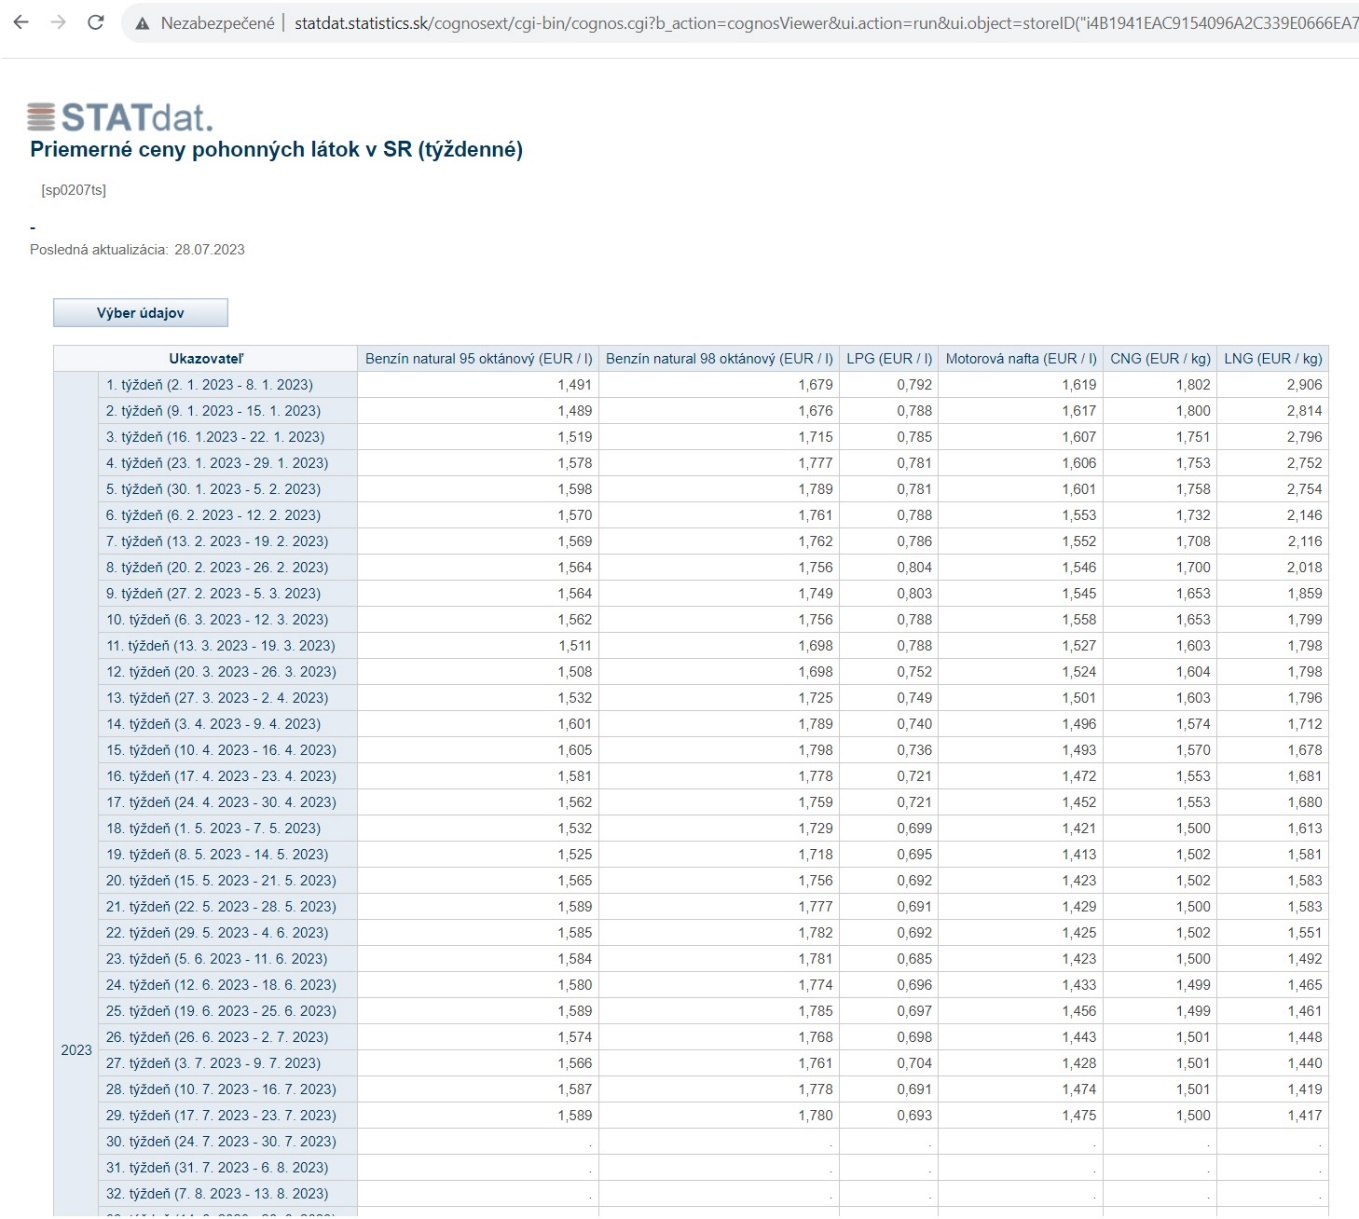 Nezabezpečené | statdat.statistics.sk/cognosext/cgi-bin/cognos.cgi?b_action=cognosViewer&ui.action=run&ui.object=storeID("i4B1941EAC9154096A2C339E0666EA7
STATdat.
Priemerné ceny pohonných látok v SR (týždenné)
[sp0207ts]
-
Posledná aktualizácia: 28.07.2023
Výber údajov
Ukazovateľ Benzín natural 95 oktánový (EUR / l) Benzín natural 98 oktánový (EUR / l) LPG (EUR / l) Motorová nafta (EUR / l) CNG (EUR / kg) LNG (EUR / kg)
1. týždeň (2. 1. 2023 - 8. 1. 2023) 1,491 1,679 0,792 1,619 1,802 2,906
2. týždeň (9. 1. 2023 - 15. 1. 2023) 1,489 1,676 0,788 1,617 1,800 2,814
3. týždeň (16. 1.2023 - 22. 1. 2023) 1,519 1,715 0,785 1,607 1,751 2,796
4. týždeň (23. 1. 2023 - 29. 1. 2023) 1,578 1,777 0,781 1,606 1,753 2,752
5. týždeň (30. 1. 2023 - 5. 2. 2023) 1,598 1,789 0,781 1,601 1,758 2,754
6. týždeň (6. 2. 2023 - 12. 2. 2023) 1,570 1,761 0,788 1,553 1,732 2,146
7. týždeň (13. 2. 2023 - 19. 2. 2023) 1,569 1,762 0,786 1,552 1,708 2,116
8. týždeň (20. 2. 2023 - 26. 2. 2023) 1,564 1,756 0,804 1,546 1,700 2,018
9. týždeň (27. 2. 2023 - 5. 3. 2023) 1,564 1,749 0,803 1,545 1,653 1,859
10. týždeň (6. 3. 2023 - 12. 3. 2023) 1,562 1,756 0,788 1,558 1,653 1,799
11. týždeň (13. 3. 2023 - 19. 3. 2023) 1,511 1,698 0,788 1,527 1,603 1,798
12. týždeň (20. 3. 2023 - 26. 3. 2023) 1,508 1,698 0,752 1,524 1,604 1,798
13. týždeň (27. 3. 2023 - 2. 4. 2023) 1,532 1,725 0,749 1,501 1,603 1,796
14. týždeň (3. 4. 2023 - 9. 4. 2023) 1,601 1,789 0,740 1,496 1,574 1,712
15. týždeň (10. 4. 2023 - 16. 4. 2023) 1,605 1,798 0,736 1,493 1,570 1,678
16. týždeň (17. 4. 2023 - 23. 4. 2023) 1,581 1,778 0,721 1,472 1,553 1,681
17. týždeň (24. 4. 2023 - 30. 4. 2023) 1,562 1,759 0,721 1,452 1,553 1,680
18. týždeň (1. 5. 2023 - 7. 5. 2023) 1,532 1,729 0,699 1,421 1,500 1,613
19. týždeň (8. 5. 2023 - 14. 5. 2023) 1,525 1,718 0,695 1,413 1,502 1,581
20. týždeň (15. 5. 2023 - 21. 5. 2023) 1,565 1,756 0,692 1,423 1,502 1,583
21. týždeň (22. 5. 2023 - 28. 5. 2023) 1,589 1,777 0,691 1,429 1,500 1,583
22. týždeň (29. 5. 2023 - 4. 6. 2023) 1,585 1,782 0,692 1,425 1,502 1,551
23. týždeň (5. 6. 2023 - 11. 6. 2023) 1,584 1,781 0,685 1,423 1,500 1,492
24. týždeň (12. 6. 2023 - 18. 6. 2023) 1,580 1,774 0,696 1,433 1,499 1,465
25. týždeň (19. 6. 2023 - 25. 6. 2023) 1,589 1,785 0,697 1,456 1,499 1,461
26. týždeň (26. 6. 2023 - 2. 7. 2023) 1,574 1,768 0,698 1,443 1,501 1,448
2023
27. týždeň (3. 7. 2023 - 9. 7. 2023) 1,566 1,761 0,704 1,428 1,501 1,440
28. týždeň (10. 7. 2023 - 16. 7. 2023) 1,587 1,778 0,691 1,474 1,501 1,419
29. týždeň (17. 7. 2023 - 23. 7. 2023) 1,589 1,780 0,693 1,475 1,500 1,417
30. týždeň (24. 7. 2023 - 30. 7. 2023) . . . . . .
31. týždeň (31. 7. 2023 - 6. 8. 2023) . . . . . .
32. týždeň (7. 8. 2023 - 13. 8. 2023) . . . . . .